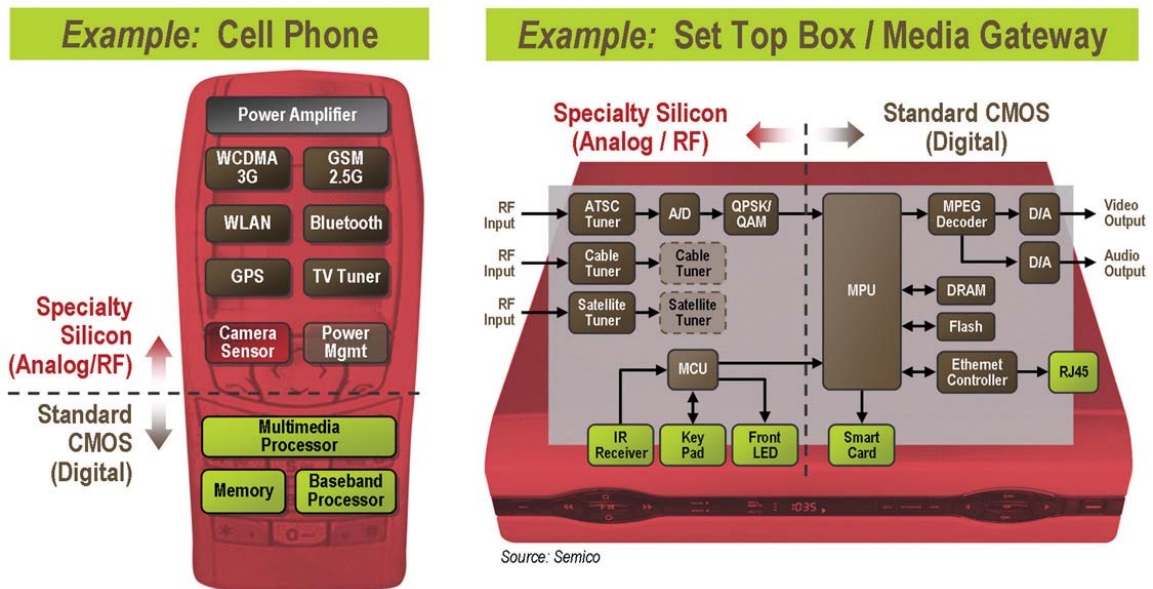 Example: Cell Phone
Power Amplifier
WCDMA
3G
GSM
2.5G
WLAN
Bluetooth
GPS
TV Tuner
Camera
Sensor
Power
Mgmt
Specialty
Silicon
(Analog/RF)
Standard
CMOS
(Digital)
Multimedia
Processor
Memory
Baseband
Processor
Example: Set Top Box / Media Gateway
Specialty Silicon
(Analog / RF)
Standard CMOS
(Digital)
RF
Input
ATSC
Tuner
A/D
QPSK/
QAM
MPU
MPEG
Decoder
D/A
Video
Output
RF
Input
Cable
Tuner
Cable
Tuner
D/A
Audio
Output
RF
Input
Satellite
Tuner
Satellite
Tuner
DRAM
Flash
MCU
Ethernet
Controller
RJ45
IR
Receiver
Key
Pad
Front
LED
Smart
Card
1035
Source: Semico